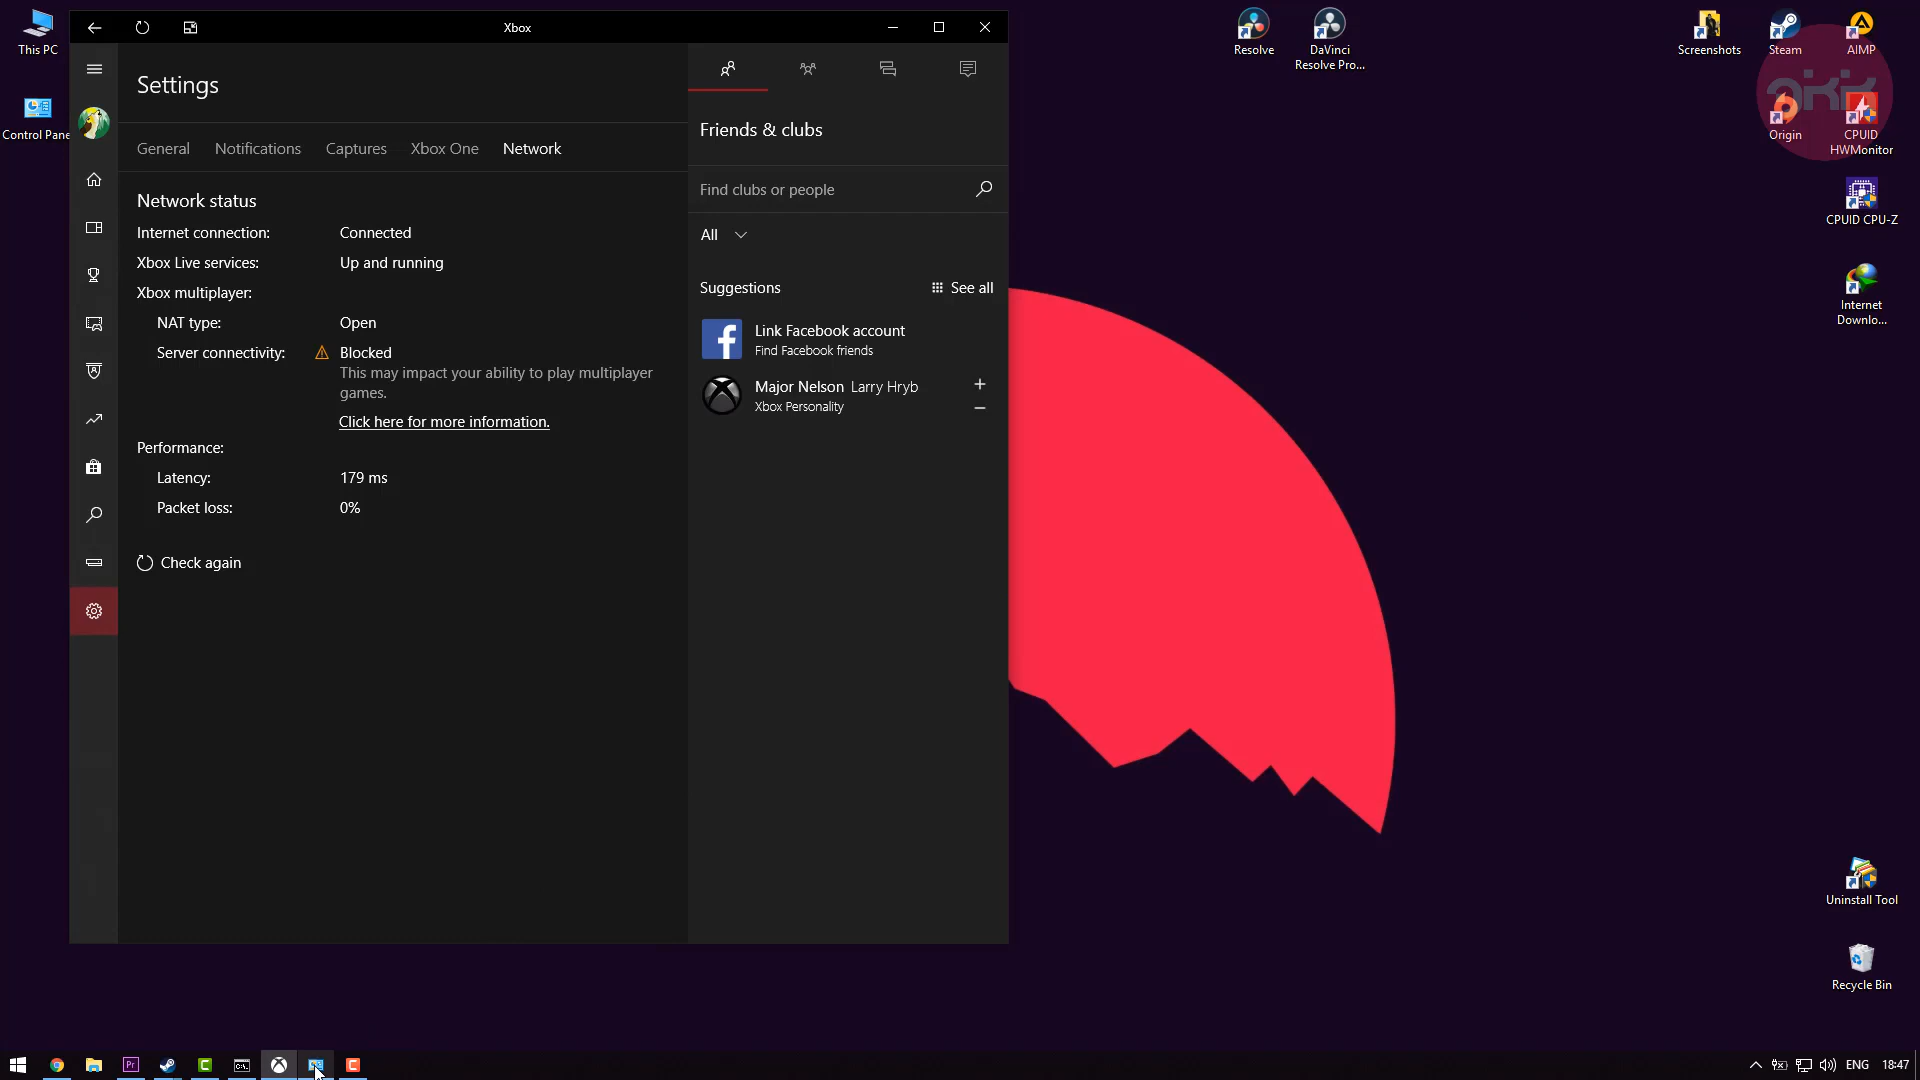 Xbox
This PC
Control Pane
Settings
General
Notifications
Captures
Xbox One
Network
Network status
Internet connection:
Connected
Xbox Live services:
Up and running
Xbox multiplayer:
NAT type:
Open
Server connectivity:
Blocked
This may impact your ability to play multiplayer
games.
Click here for more information.
Performance:
Latency:
179 ms
Packet loss:
0%
Check again
Friends & clubs
Find clubs or people
All
Suggestions
See all
Link Facebook account
Find Facebook friends
Major Nelson Larry Hryb
Xbox Personality
Resolve
DaVinci
Resolve Pro...
Screenshots
Steam
AIMP
Origin
CPUID
HWMonitor
CPUID CPU-Z
Internet
Downlo...
Uninstall Tool
Recycle Bin
Pr
C
C:\.
C
ENG
18:47